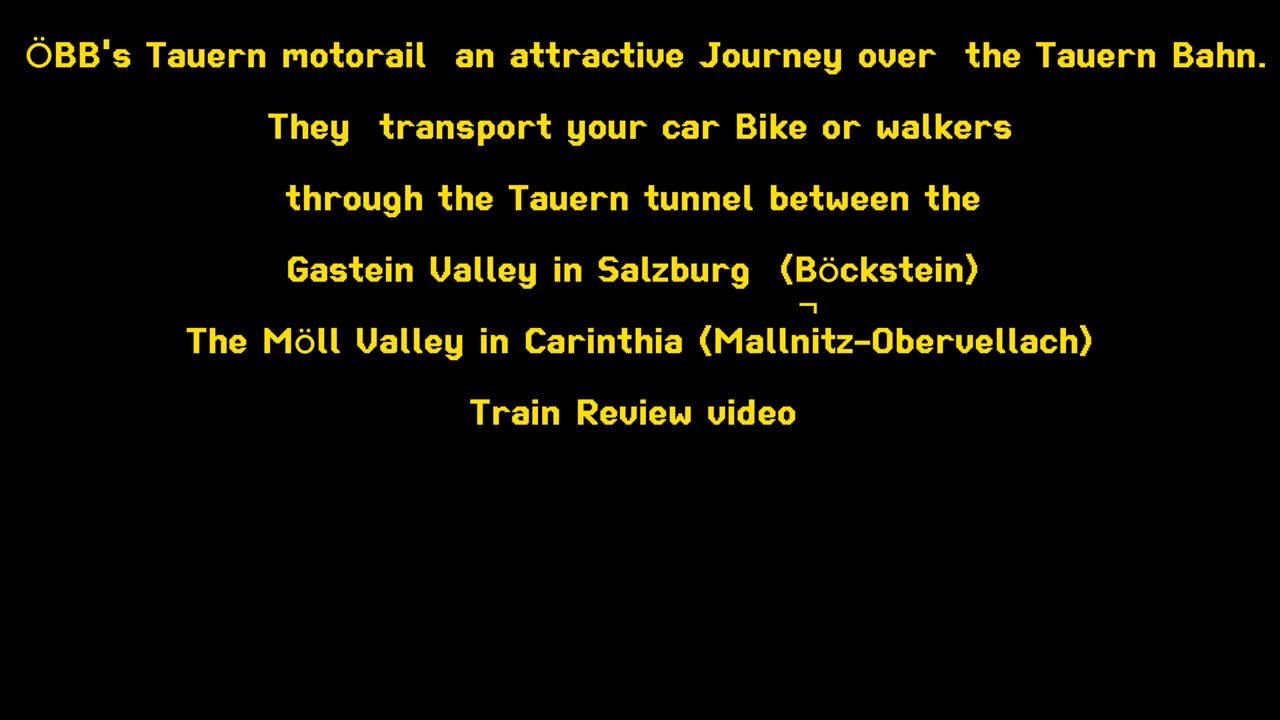 ÖBB's Tauern motorail an attractive Journey over the Tauern Bahn.
They transport your car Bike or walkers
through the Tauern tunnel between the
Gastein Valley in Salzburg (Böckstein)
¬
The Möll Valley in Carinthia (Mallnitz-Obervellach)
Train Review video